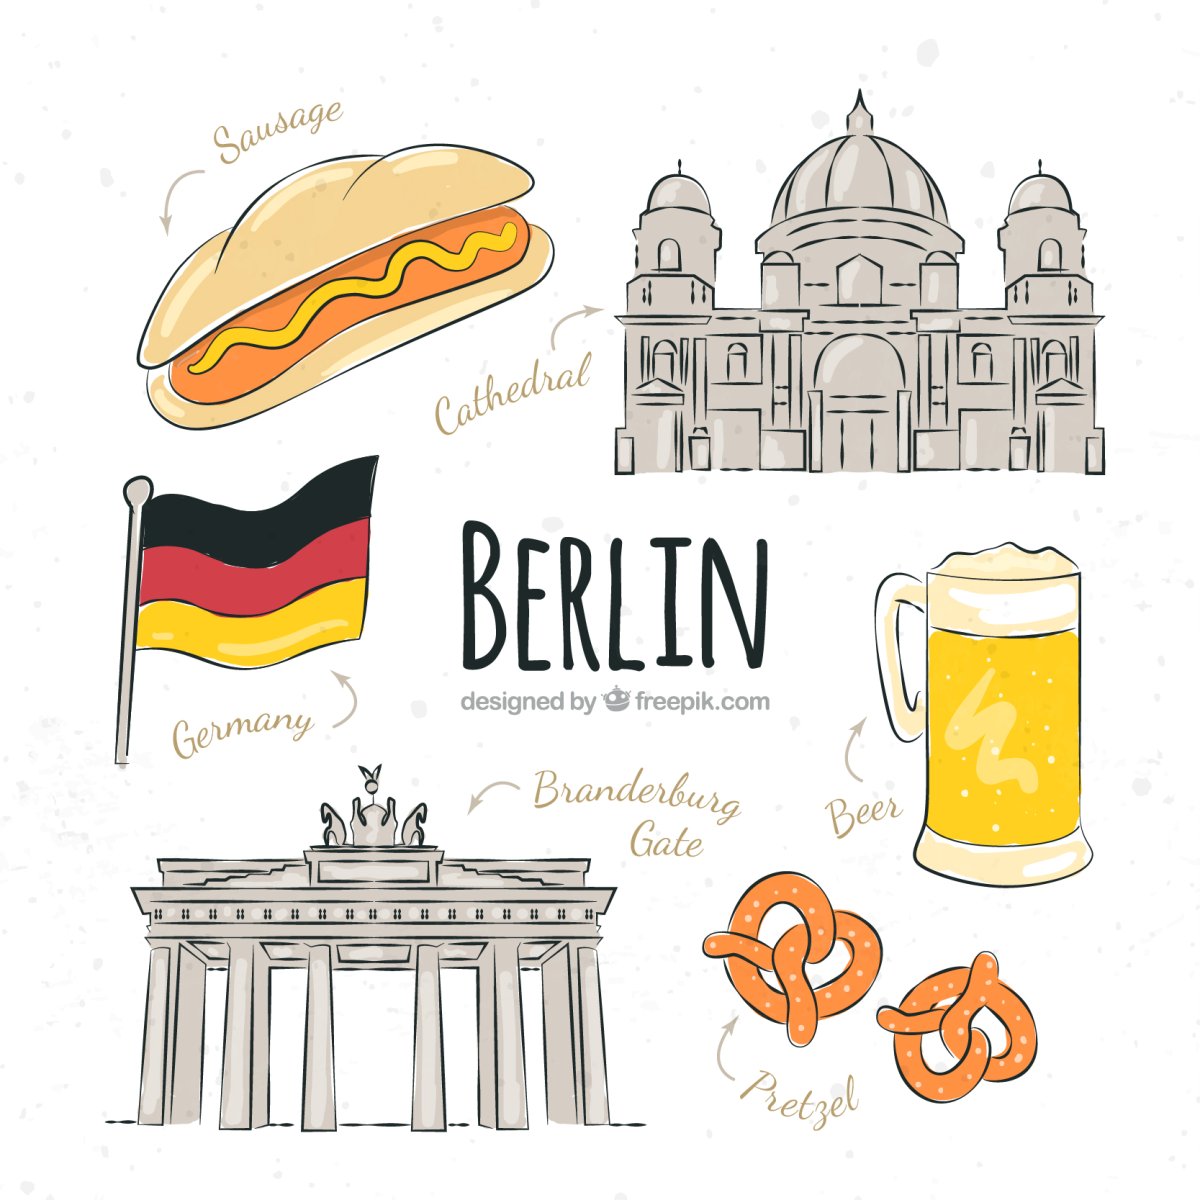 Sausage
Cathedral
BERLIN
designed by freepik.com
Germany
Branderburg
Gate
Beer
Pretzel